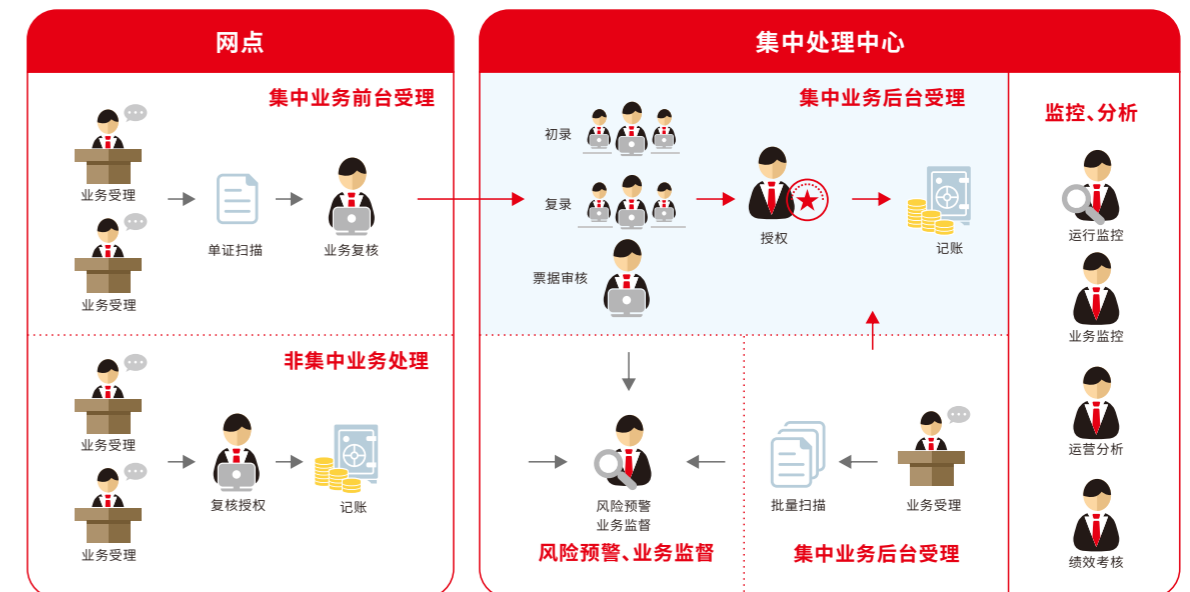 网点
集中业务前台受理
业务受理
业务受理
单证扫描
业务复核
非集中业务处理
业务受理
业务受理
复核授权
记账
集中处理中心
集中业务后台受理
初录
复录
票据审核
授权
记账
风险预警
业务监督
风险预警、业务监督
批量扫描
业务受理
集中业务后台受理
监控、分析
运行监控
业务监控
运营分析
绩效考核